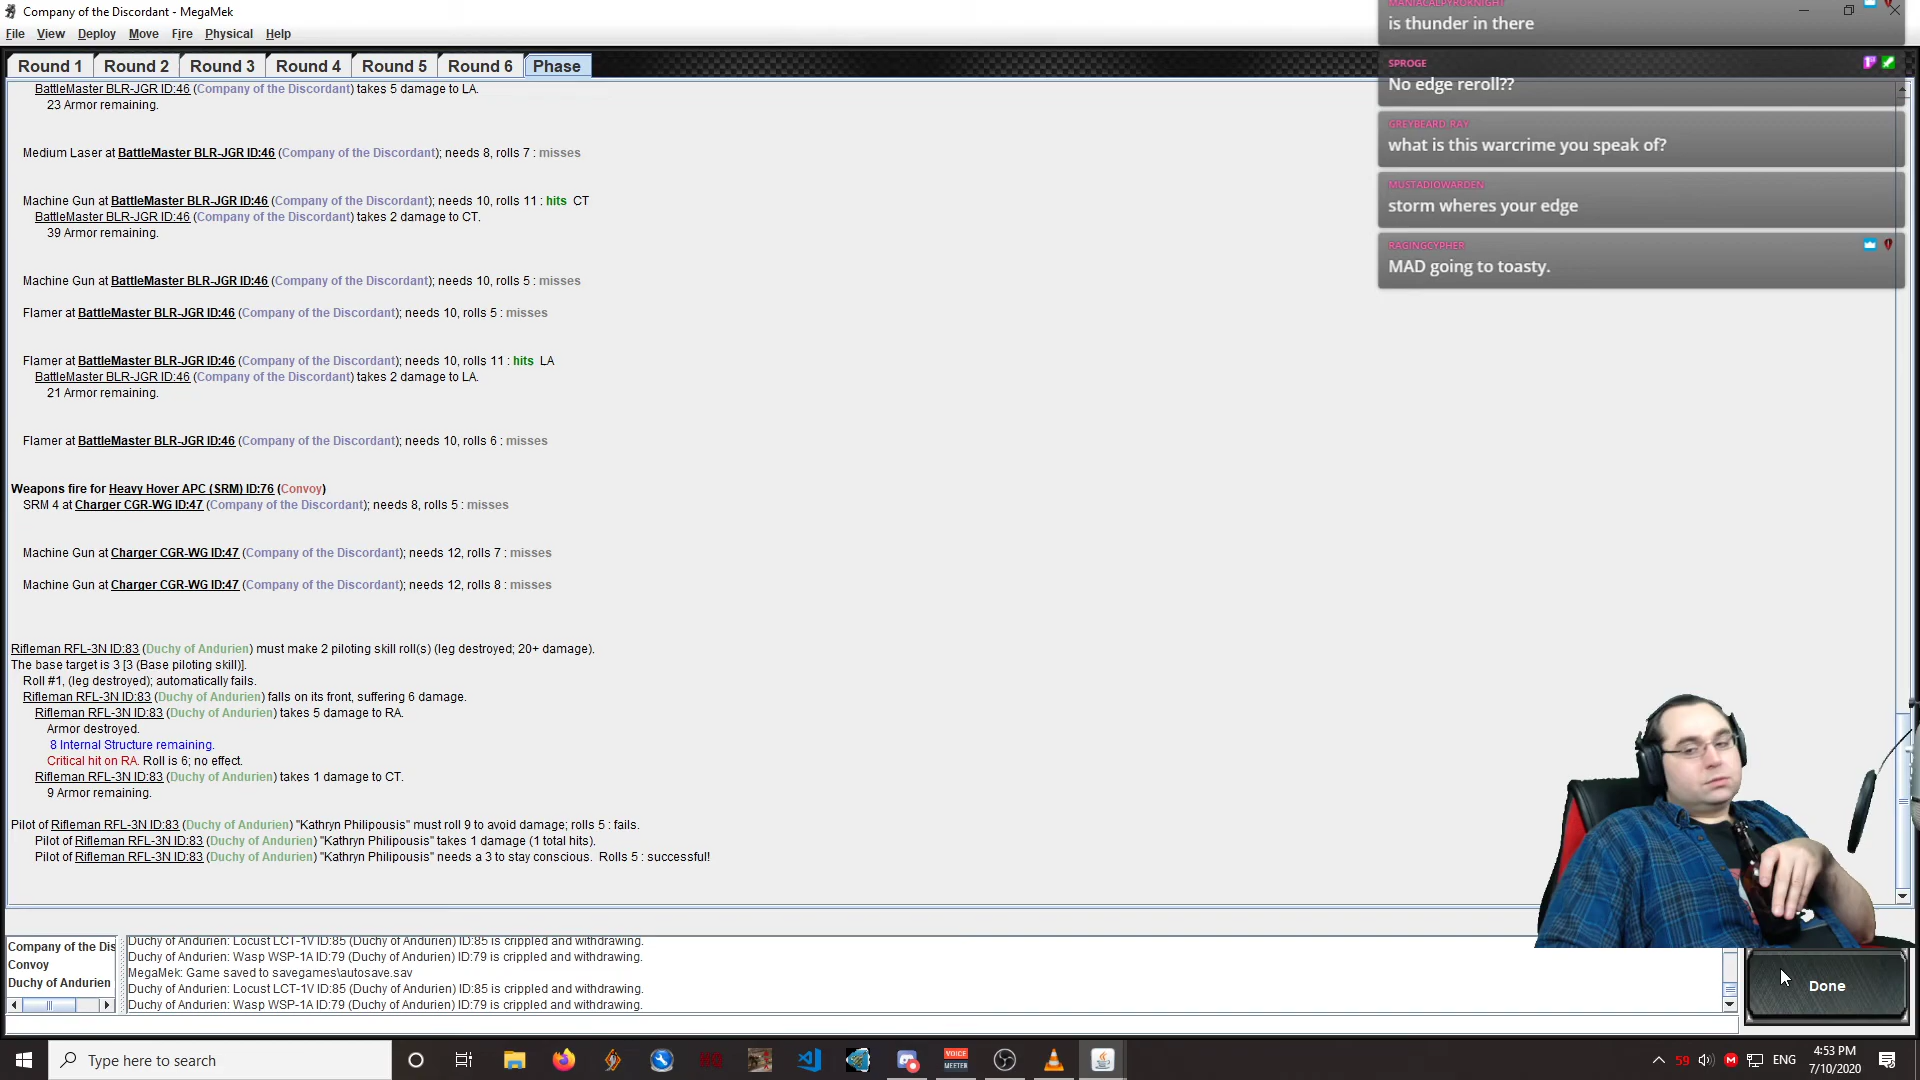 Company of the Discordant - MegaMek
File View Deploy Move Fire Physical Help
Round 1 Round 2 Round 3 Round 4 Round 5 Round 6 Phase
BattleMaster BLR-JGR ID:46 (Company of the Discordant) takes 5 damage to LA.
23 Armor remaining.
Medium Laser at BattleMaster BLR-JGR ID:46 (Company of the Discordant); needs 8, rolls 7 : misses
Machine Gun at BattleMaster BLR-JGR ID:46 (Company of the Discordant); needs 10, rolls 11 : hits CT
BattleMaster BLR-JGR ID:46 (Company of the Discordant) takes 2 damage to CT.
39 Armor remaining.
Machine Gun at BattleMaster BLR-JGR ID:46 (Company of the Discordant); needs 10, rolls 5 : misses
Flamer at BattleMaster BLR-JGR ID:46 (Company of the Discordant); needs 10, rolls 5 : misses
Flamer at BattleMaster BLR-JGR ID:46 (Company of the Discordant); needs 10, rolls 11 : hits LA
BattleMaster BLR-JGR ID:46 (Company of the Discordant) takes 2 damage to LA.
21 Armor remaining.
Flamer at BattleMaster BLR-JGR ID:46 (Company of the Discordant); needs 10, rolls 6 : misses
Weapons fire for Heavy Hover APC (SRM) ID:76 (Convoy)
SRM 4 at Charger CGR-WG ID:47 (Company of the Discordant); needs 8, rolls 5 : misses
Machine Gun at Charger CGR-WG ID:47 (Company of the Discordant); needs 12, rolls 7 : misses
Machine Gun at Charger CGR-WG ID:47 (Company of the Discordant); needs 12, rolls 8 : misses
Rifleman RFL-3N ID:83 (Duchy of Andurien) must make 2 piloting skill roll(s) (leg destroyed; 20+ damage).
The base target is 3 [3 (Base piloting skill)].
Roll #1, (leg destroyed); automatically fails.
Rifleman RFL-3N ID:83 (Duchy of Andurien) falls on its front, suffering 6 damage.
Rifleman RFL-3N ID:83 (Duchy of Andurien) takes 5 damage to RA.
Armor destroyed.
8 Internal Structure remaining.
Critical hit on RA. Roll is 6; no effect.
Rifleman RFL-3N ID:83 (Duchy of Andurien) takes 1 damage to CT.
9 Armor remaining.
Pilot of Rifleman RFL-3N ID:83 (Duchy of Andurien) "Kathryn Philipousis" must roll 9 to avoid damage; rolls 5 : fails.
Pilot of Rifleman RFL-3N ID:83 (Duchy of Andurien) "Kathryn Philipousis" takes 1 damage (1 total hits).
Pilot of Rifleman RFL-3N ID:83 (Duchy of Andurien) "Kathryn Philipousis" needs a 3 to stay conscious. Rolls 5 : successful!
MANIACALPYROKNIGHT
is thunder in there
SPROGE
No edge reroll??
GREYBEARD_RAY
what is this warcrime you speak of?
MUSTADIOWARDEN
storm wheres your edge
RAGINGCYPHER
MAD going to toasty.
Company of the Dis
Convoy
Duchy of Andurien
Duchy of Andurien: Locust LCT-1V ID:85 (Duchy of Andurien) ID:85 is crippled and withdrawing.
Duchy of Andurien: Wasp WSP-1A ID:79 (Duchy of Andurien) ID:79 is crippled and withdrawing.
MegaMek: Game saved to savegames\autosave.sav
Duchy of Andurien: Locust LCT-1V ID:85 (Duchy of Andurien) ID:85 is crippled and withdrawing.
Duchy of Andurien: Wasp WSP-1A ID:79 (Duchy of Andurien) ID:79 is crippled and withdrawing.
Done
Type here to search
VOICE
MEETER
59
ENG
4:53 PM
7/10/2020